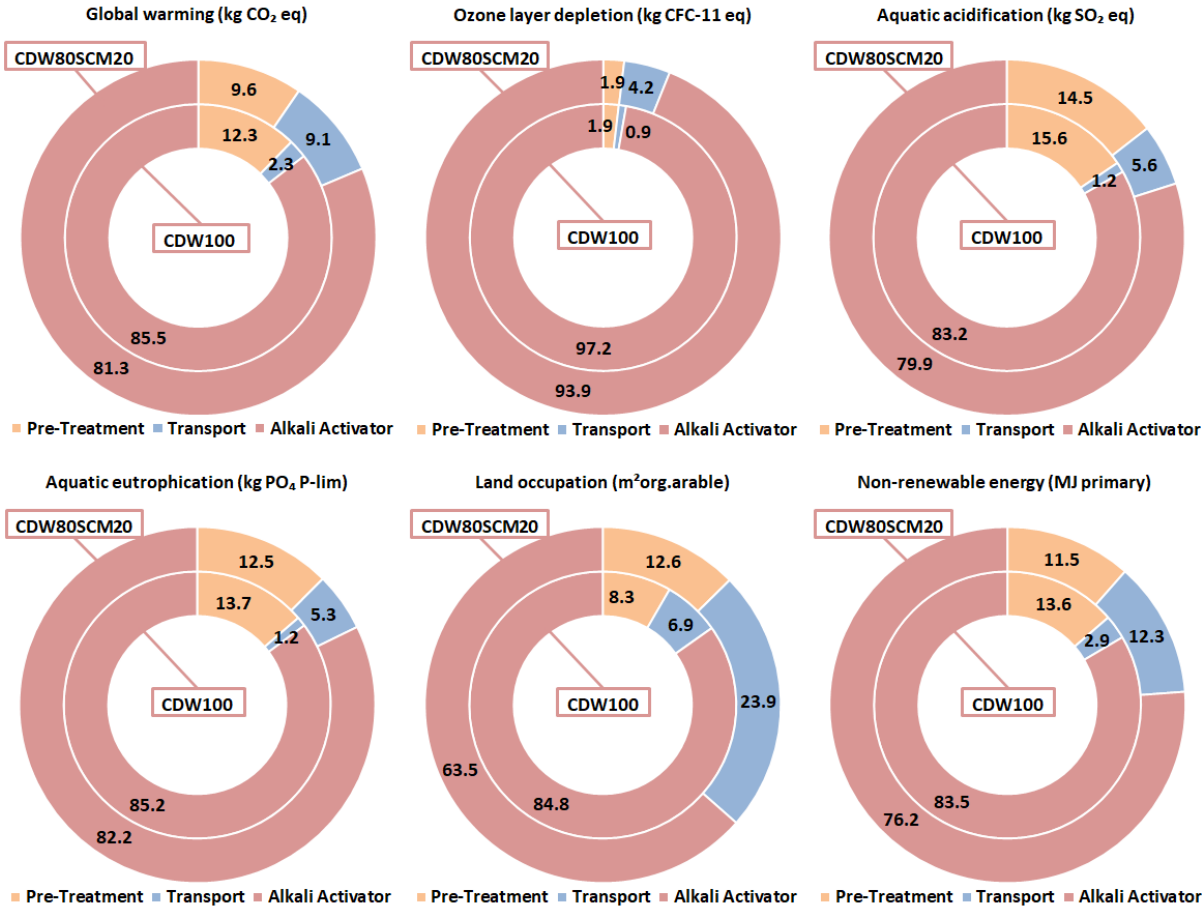 Global warming (kg CO₂ eq)
CDW80SCM20
9.6
12.3
9.1
2.3
CDW100
85.5
81.3
Pre-Treatment Transport Alkali Activator
Ozone layer depletion (kg CFC-11 eq)
CDW80SCM20
1.9
4.2
1.9
0.9
CDW100
97.2
93.9
Pre-Treatment Transport Alkali Activator
Aquatic acidification (kg SO₂ eq)
CDW80SCM20
14.5
15.6
5.6
1.2
CDW100
83.2
79.9
Pre-Treatment Transport Alkali Activator
Aquatic eutrophication (kg PO₄ P-lim)
CDW80SCM20
12.5
13.7
5.3
1.2
CDW100
85.2
82.2
Pre-Treatment Transport Alkali Activator
Land occupation (m²org.arable)
CDW80SCM20
12.6
8.3
6.9
23.9
CDW100
63.5
84.8
Pre-Treatment Transport Alkali Activator
Non-renewable energy (MJ primary)
CDW80SCM20
11.5
13.6
12.3
2.9
CDW100
83.5
76.2
Pre-Treatment Transport Alkali Activator